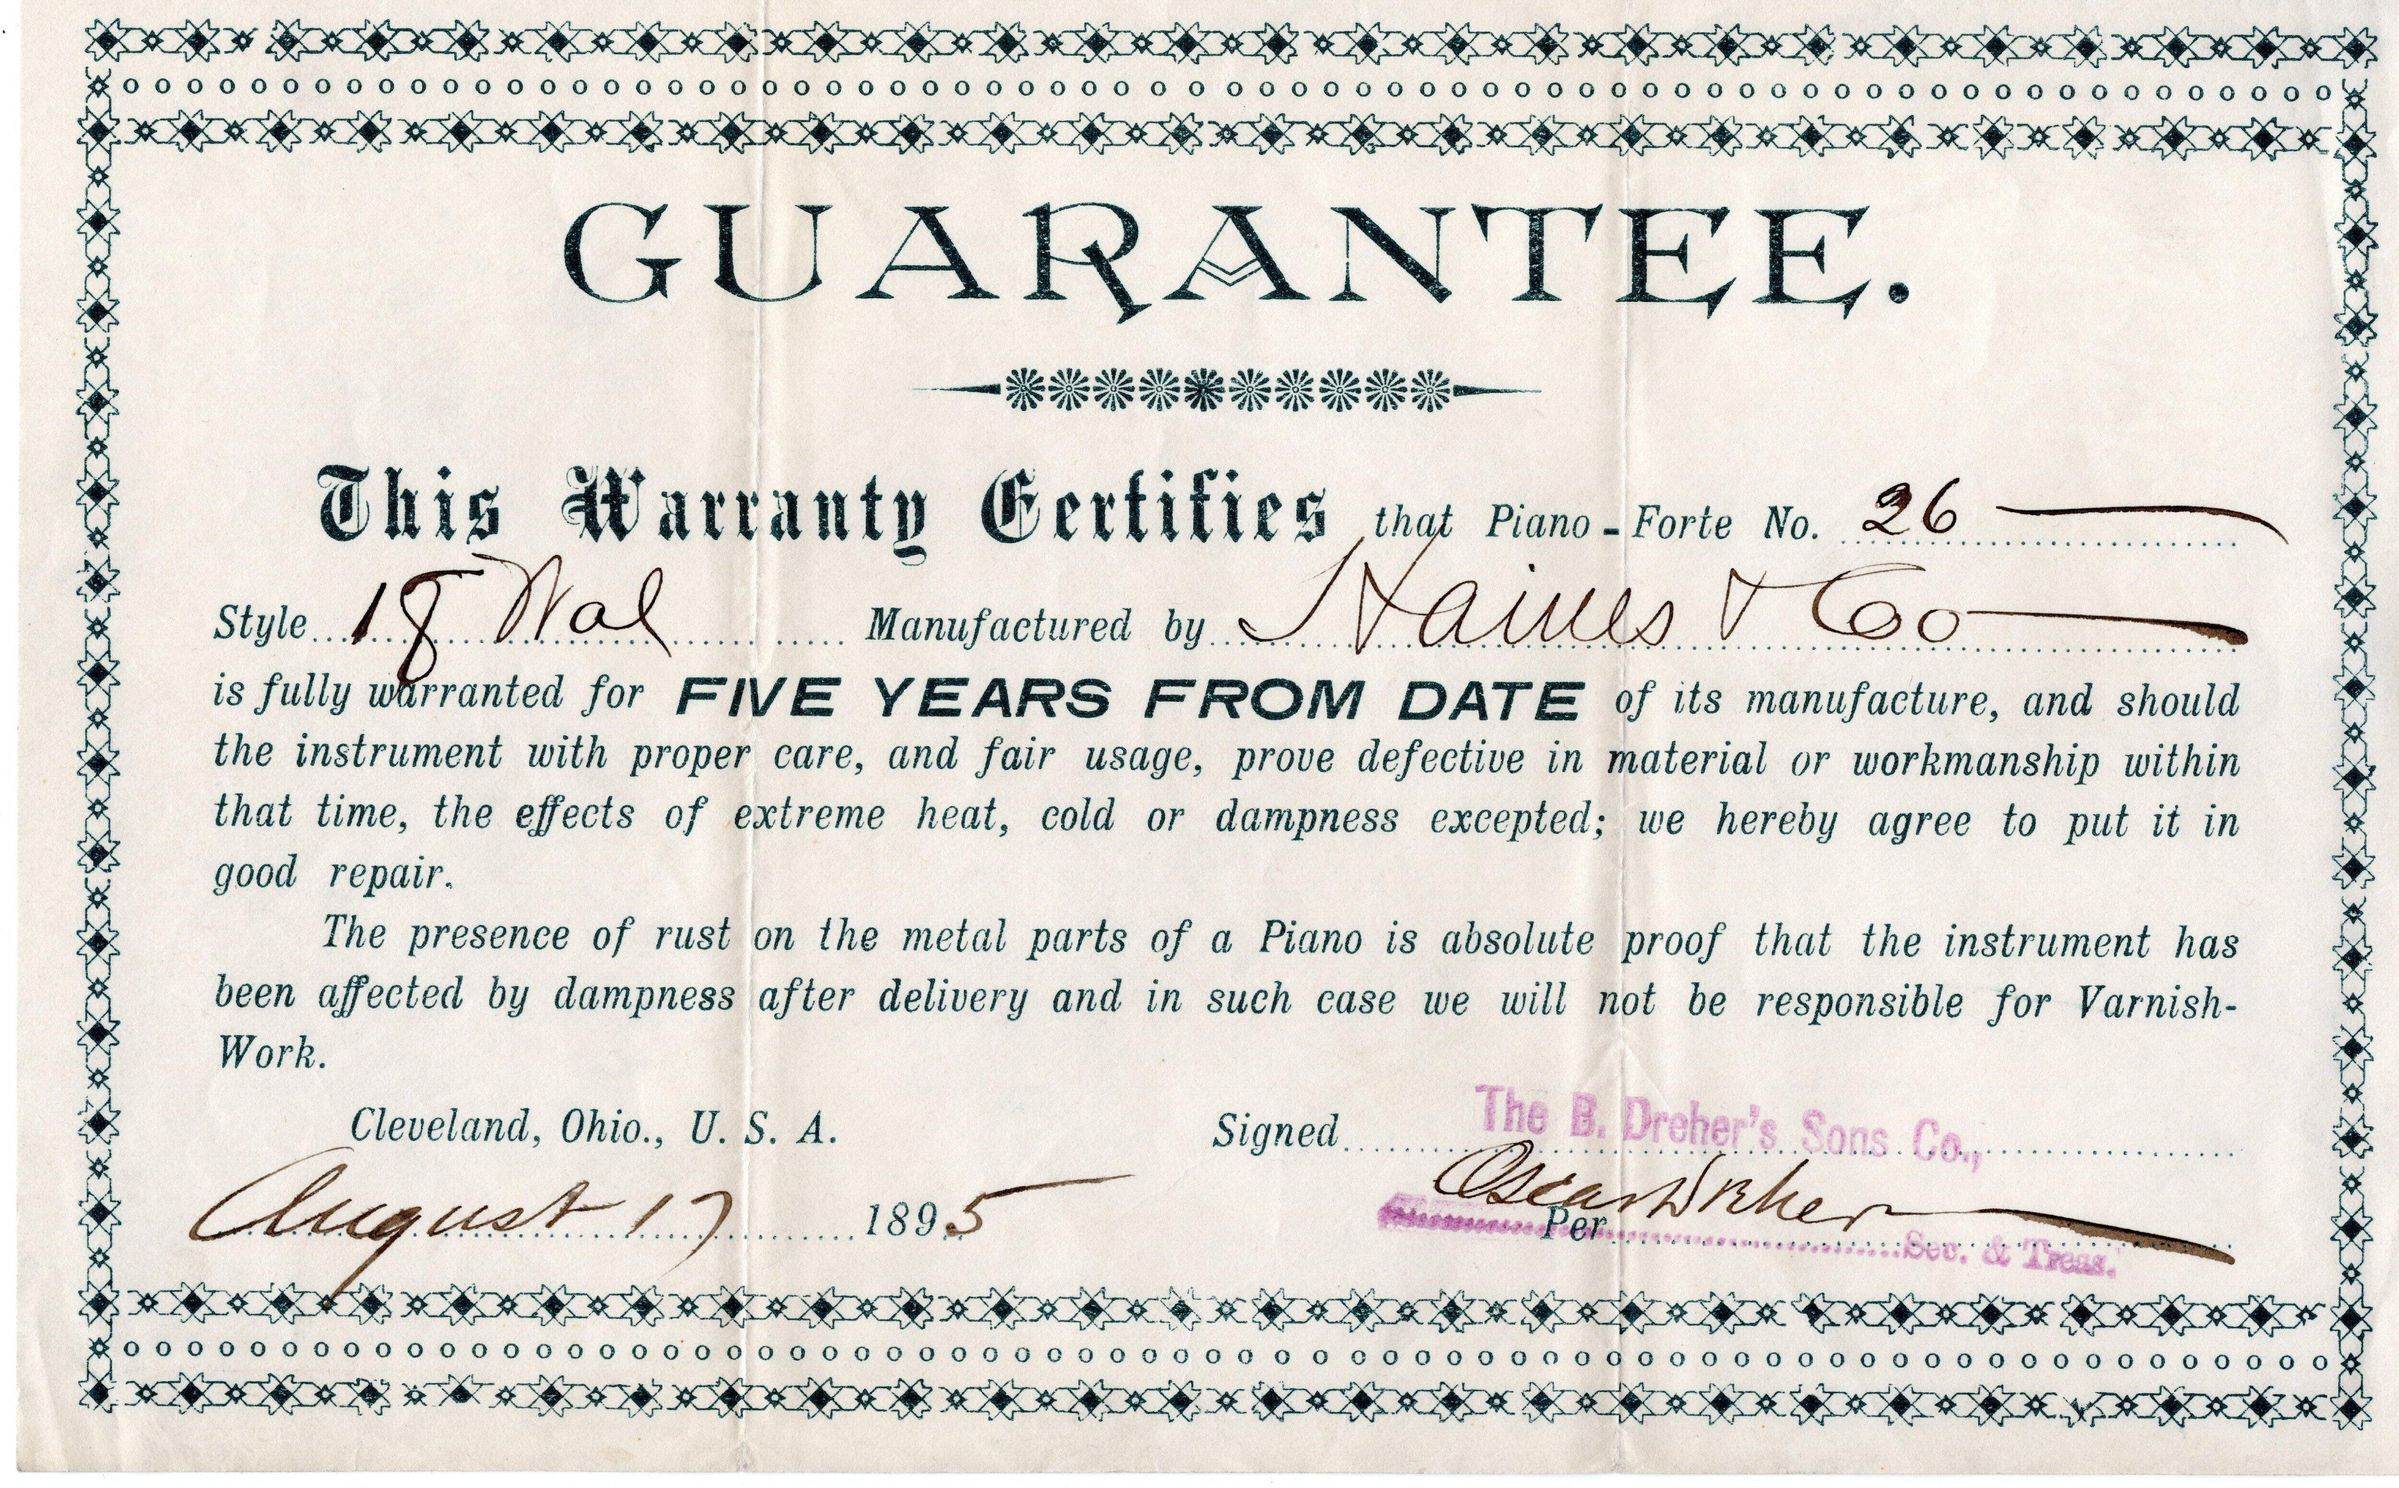 GUARANTEE.
This Warranty Certifies that Piano-Forte No. 26
Style 18 Wal Manufactured by Haines & Co
is fully warranted for FIVE YEARS FROM DATE of its manufacture, and should
the instrument with proper care, and fair usage, prove defective in material or workmanship within
that time, the effects of extreme heat, cold or dampness excepted; we hereby agree to put it in
good repair.
The presence of rust on the metal parts of a Piano is absolute proof that the instrument has
been affected by dampness after delivery and in such case we will not be responsible for Varnish-
Work.
Cleveland, Ohio., U. S. A. Signed The B. Dreher's Sons Co.,
August 17 1895 Per Oscar Dreher
Sec. & Treas.